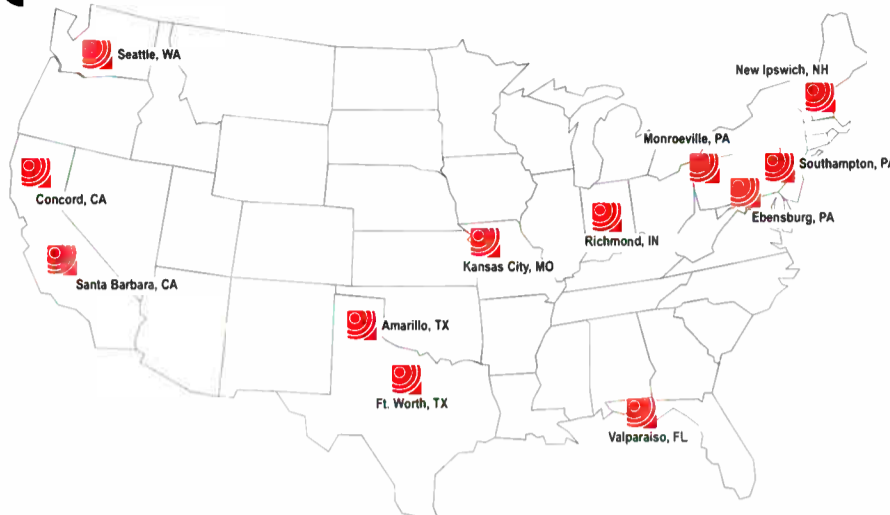 Seattle, WA
New Ipswich, NH
Monroeville, PA
Southampton, PA
Concord, CA
Ebensburg, PA
Richmond, IN
Kansas City, MO
Santa Barbara, CA
Amarillo, TX
Ft. Worth, TX
Valparaiso, FL